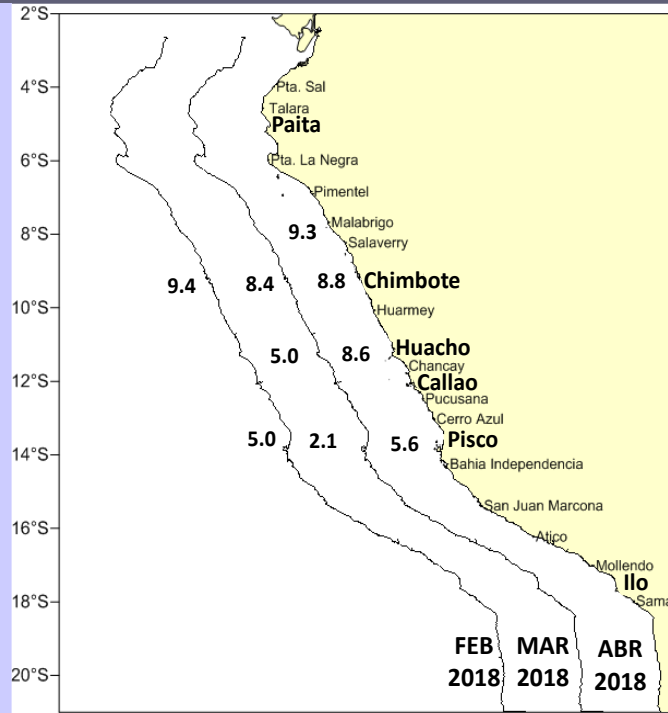 2°S
4°S
Pta. Sal
Talara
Paita
6°S
Pta. La Negra
Pimentel
8°S
Malabrigo
9.3
Salaverry
9.4
8.4
8.8
Chimbote
10°S
Huarmey
5.0
8.6
Huacho
Chancay
12°S
Callao
Pucusana
Cerro Azul
5.0
2.1
5.6
Pisco
14°S
Bahia Independencia
San Juan Marcona
16°S
Atico
Mollendo
Ilo
18°S
Sama
FEB
2018
MAR
2018
ABR
2018
20°S